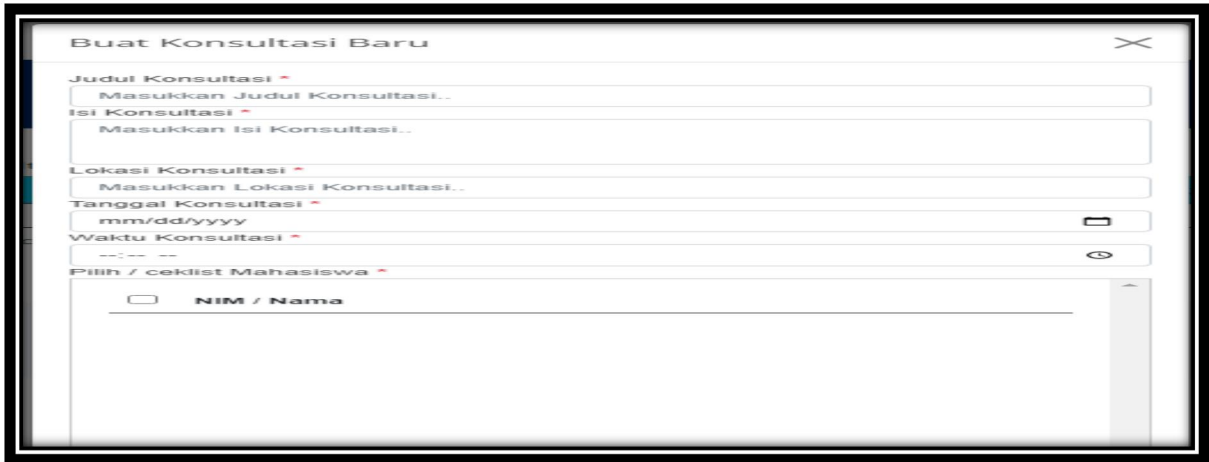 Buat Konsultasi Baru
Judul Konsultasi *
Masukkan Judul Konsultasi..
Isi Konsultasi *
Masukkan Isi Konsultasi..
Lokasi Konsultasi *
Masukkan Lokasi Konsultasi..
Tanggal Konsultasi *
mm/dd/yyyy
Waktu Konsultasi *
--:-- --
Pilih / ceklist Mahasiswa *
NIM / Nama